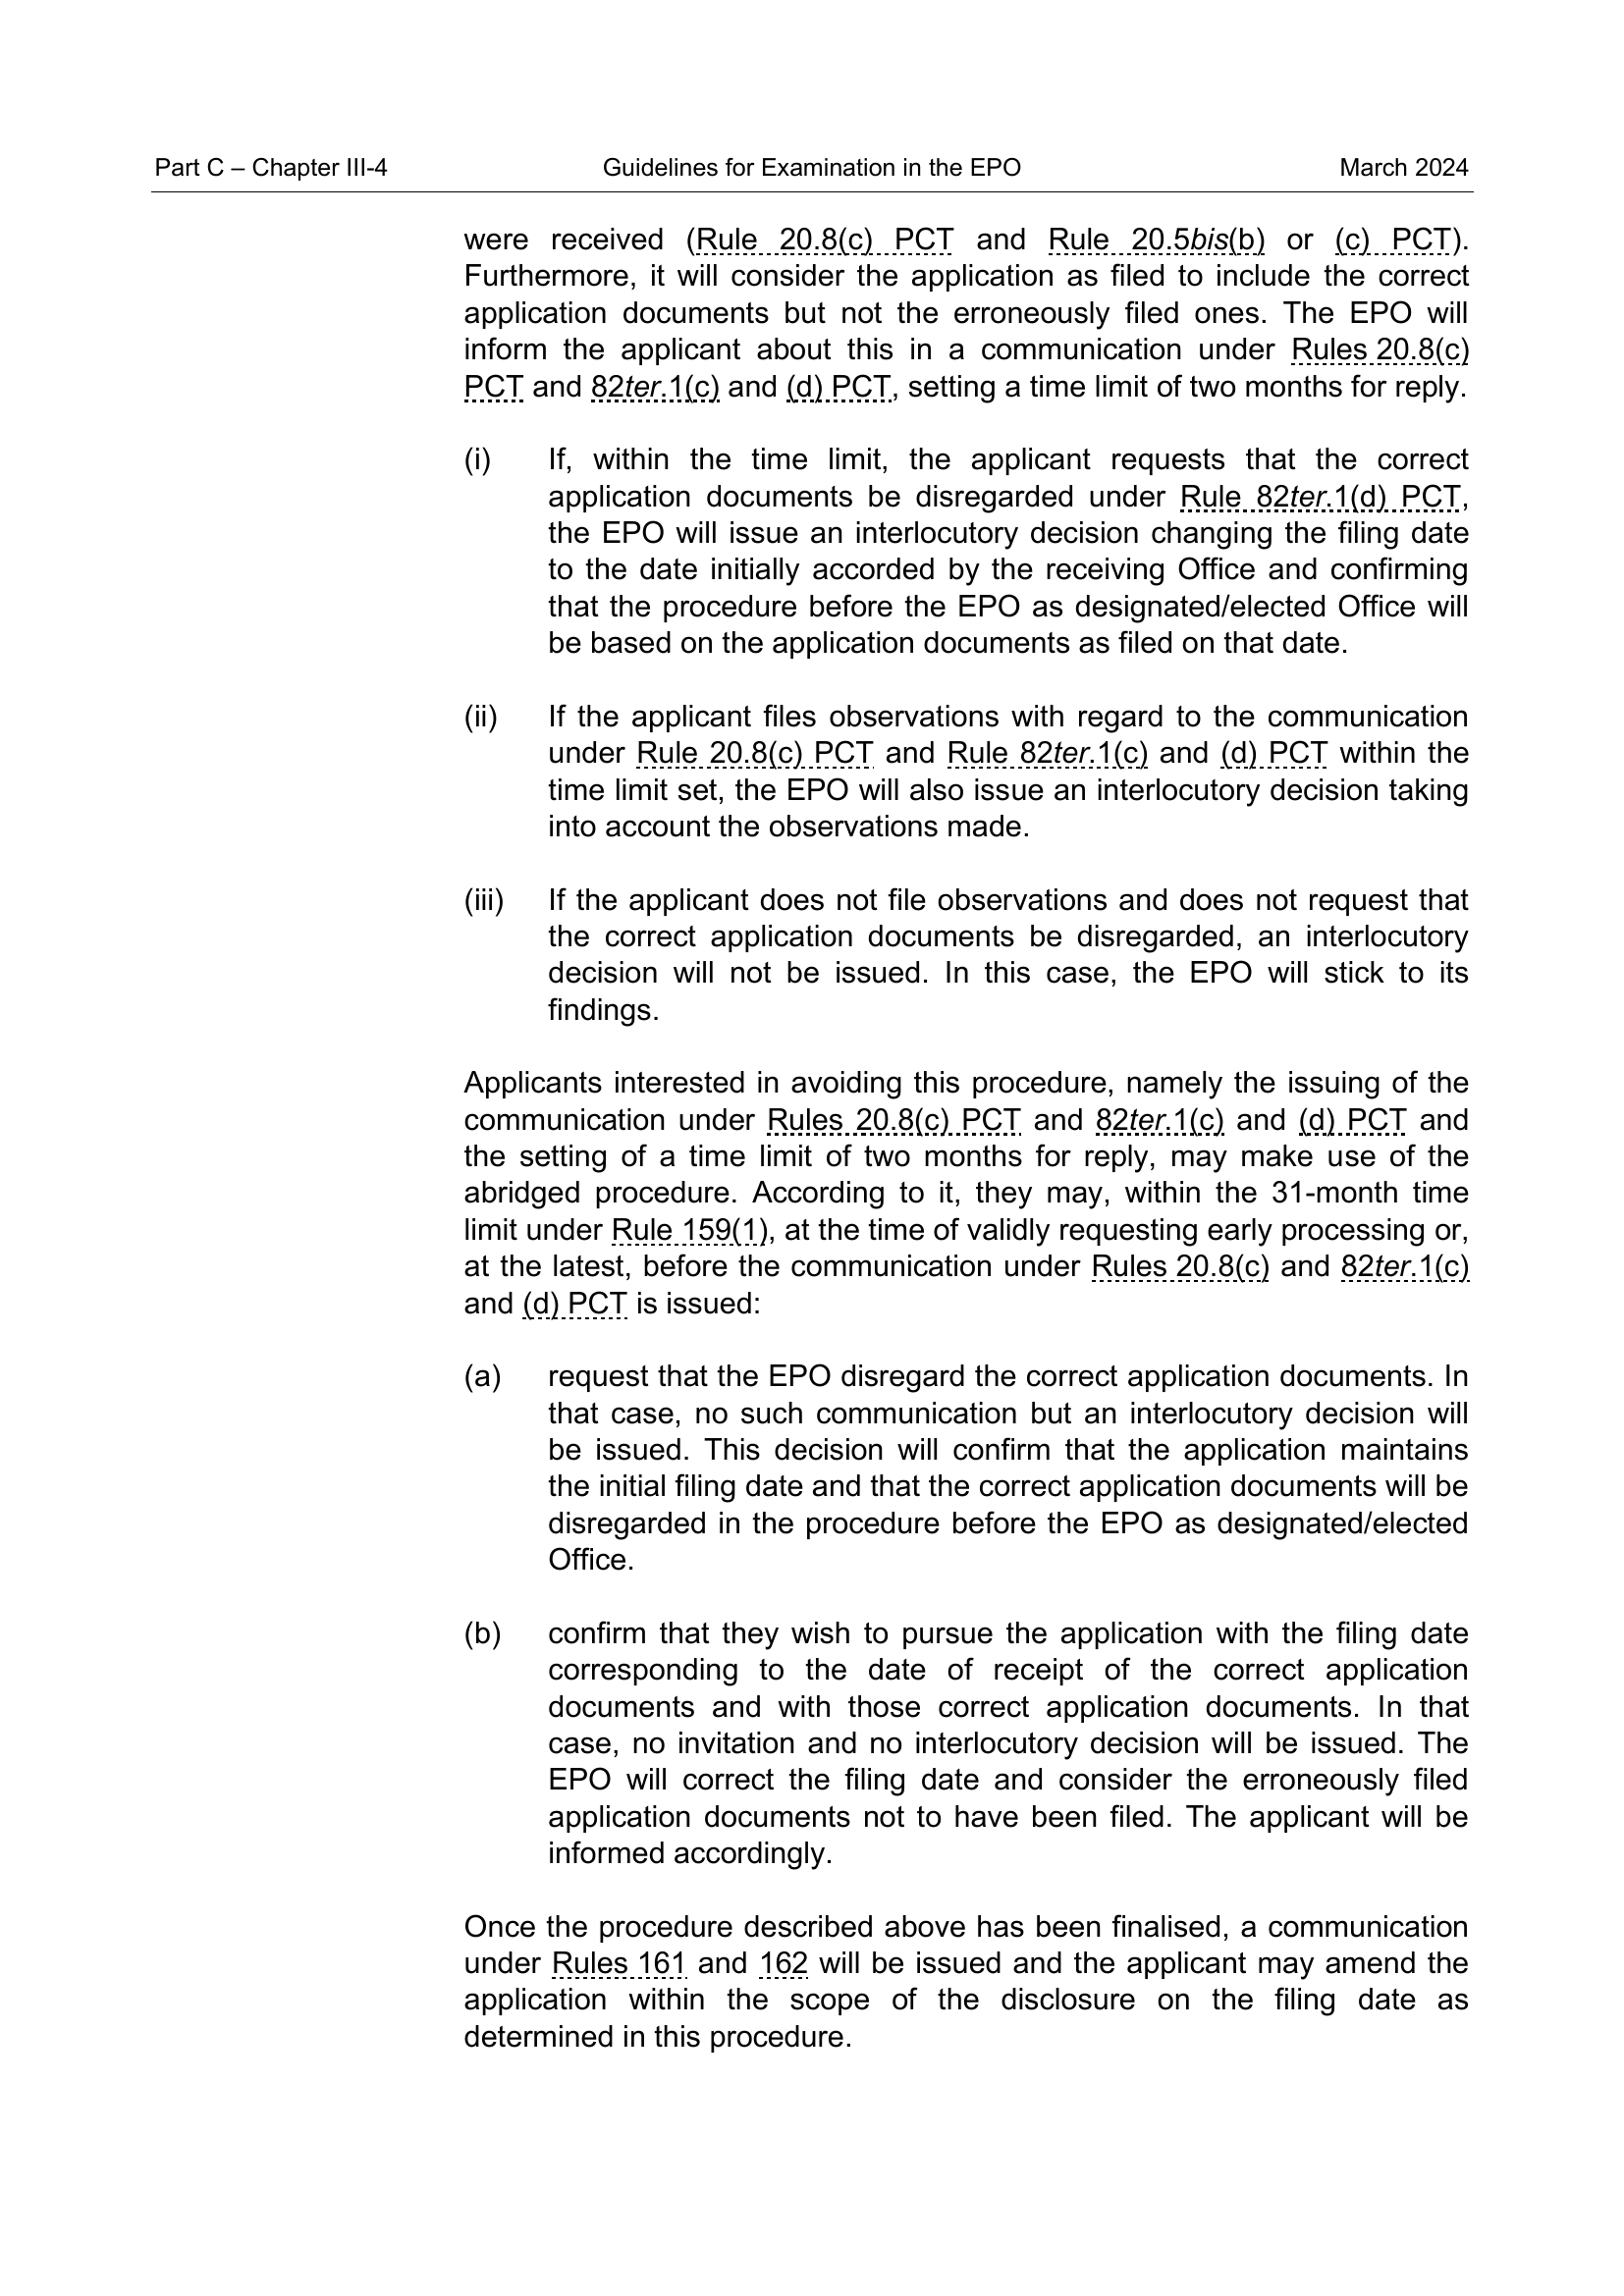 Part C – Chapter III-4 Guidelines for Examination in the EPO March 2024
were received (Rule 20.8(c) PCT and Rule 20.5bis(b) or (c) PCT).
Furthermore, it will consider the application as filed to include the correct
application documents but not the erroneously filed ones. The EPO will
inform the applicant about this in a communication under Rules 20.8(c)
PCT and 82ter.1(c) and (d) PCT, setting a time limit of two months for reply.
(i) If, within the time limit, the applicant requests that the correct
application documents be disregarded under Rule 82ter.1(d) PCT,
the EPO will issue an interlocutory decision changing the filing date
to the date initially accorded by the receiving Office and confirming
that the procedure before the EPO as designated/elected Office will
be based on the application documents as filed on that date.
(ii) If the applicant files observations with regard to the communication
under Rule 20.8(c) PCT and Rule 82ter.1(c) and (d) PCT within the
time limit set, the EPO will also issue an interlocutory decision taking
into account the observations made.
(iii) If the applicant does not file observations and does not request that
the correct application documents be disregarded, an interlocutory
decision will not be issued. In this case, the EPO will stick to its
findings.
Applicants interested in avoiding this procedure, namely the issuing of the
communication under Rules 20.8(c) PCT and 82ter.1(c) and (d) PCT and
the setting of a time limit of two months for reply, may make use of the
abridged procedure. According to it, they may, within the 31-month time
limit under Rule 159(1), at the time of validly requesting early processing or,
at the latest, before the communication under Rules 20.8(c) and 82ter.1(c)
and (d) PCT is issued:
(a) request that the EPO disregard the correct application documents. In
that case, no such communication but an interlocutory decision will
be issued. This decision will confirm that the application maintains
the initial filing date and that the correct application documents will be
disregarded in the procedure before the EPO as designated/elected
Office.
(b) confirm that they wish to pursue the application with the filing date
corresponding to the date of receipt of the correct application
documents and with those correct application documents. In that
case, no invitation and no interlocutory decision will be issued. The
EPO will correct the filing date and consider the erroneously filed
application documents not to have been filed. The applicant will be
informed accordingly.
Once the procedure described above has been finalised, a communication
under Rules 161 and 162 will be issued and the applicant may amend the
application within the scope of the disclosure on the filing date as
determined in this procedure.